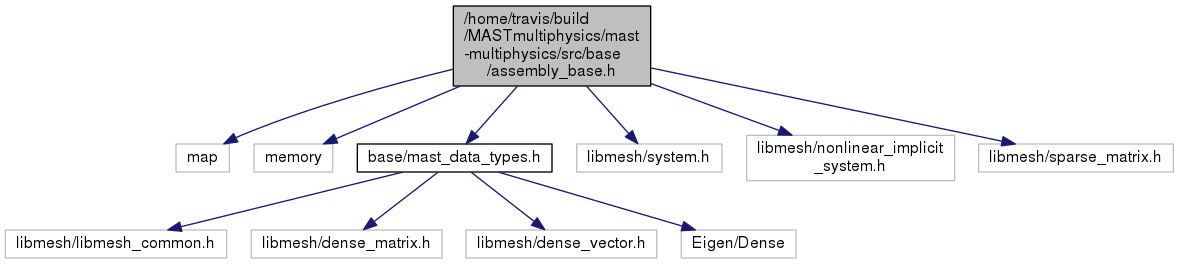 /home/travis/build
/MASTmultiphysics/mast
-multiphysics/src/base
/assembly_base.h
map
memory
base/mast_data_types.h
libmesh/system.h
libmesh/nonlinear_implicit
_system.h
libmesh/sparse_matrix.h
libmesh/libmesh_common.h
libmesh/dense_matrix.h
libmesh/dense_vector.h
Eigen/Dense